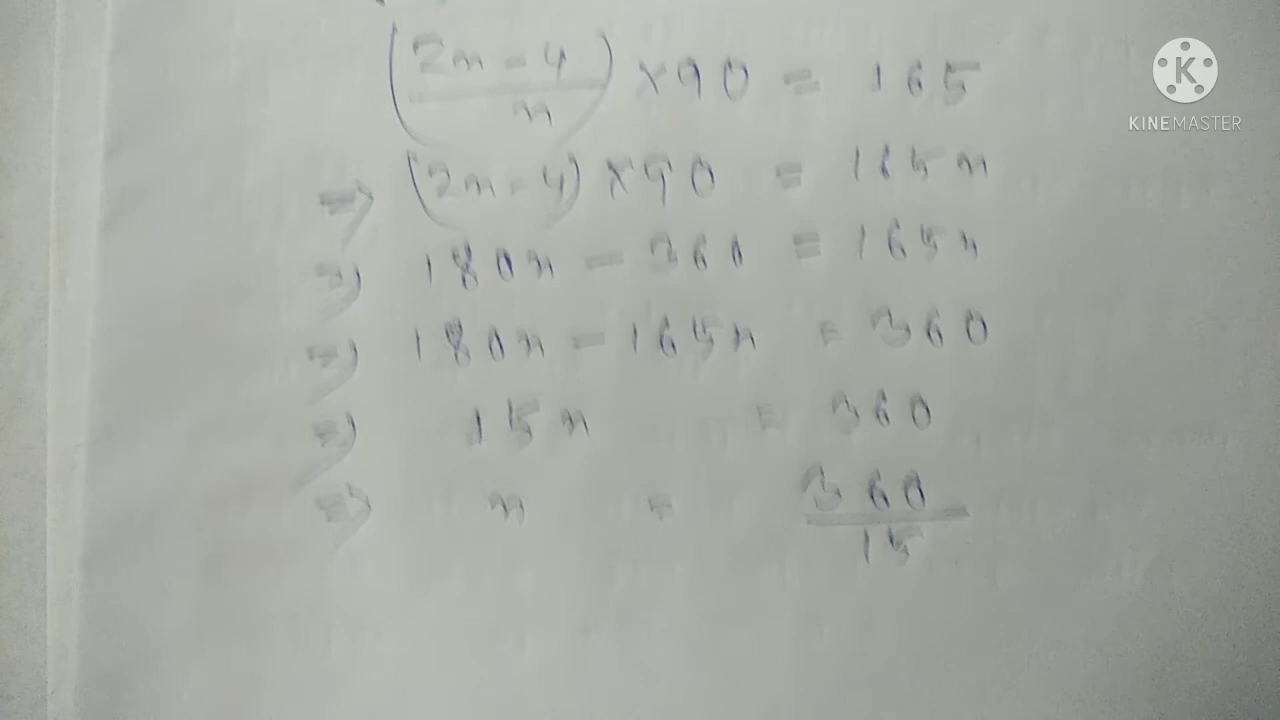 (2n - 4 / n) × 90 = 165
K
KINEMASTER
⇒ (2n - 4) × 90 = 165n
⇒ 180n - 360 = 165n
⇒ 180n - 165n = 360
⇒ 15n = 360
⇒ n = 360 / 15